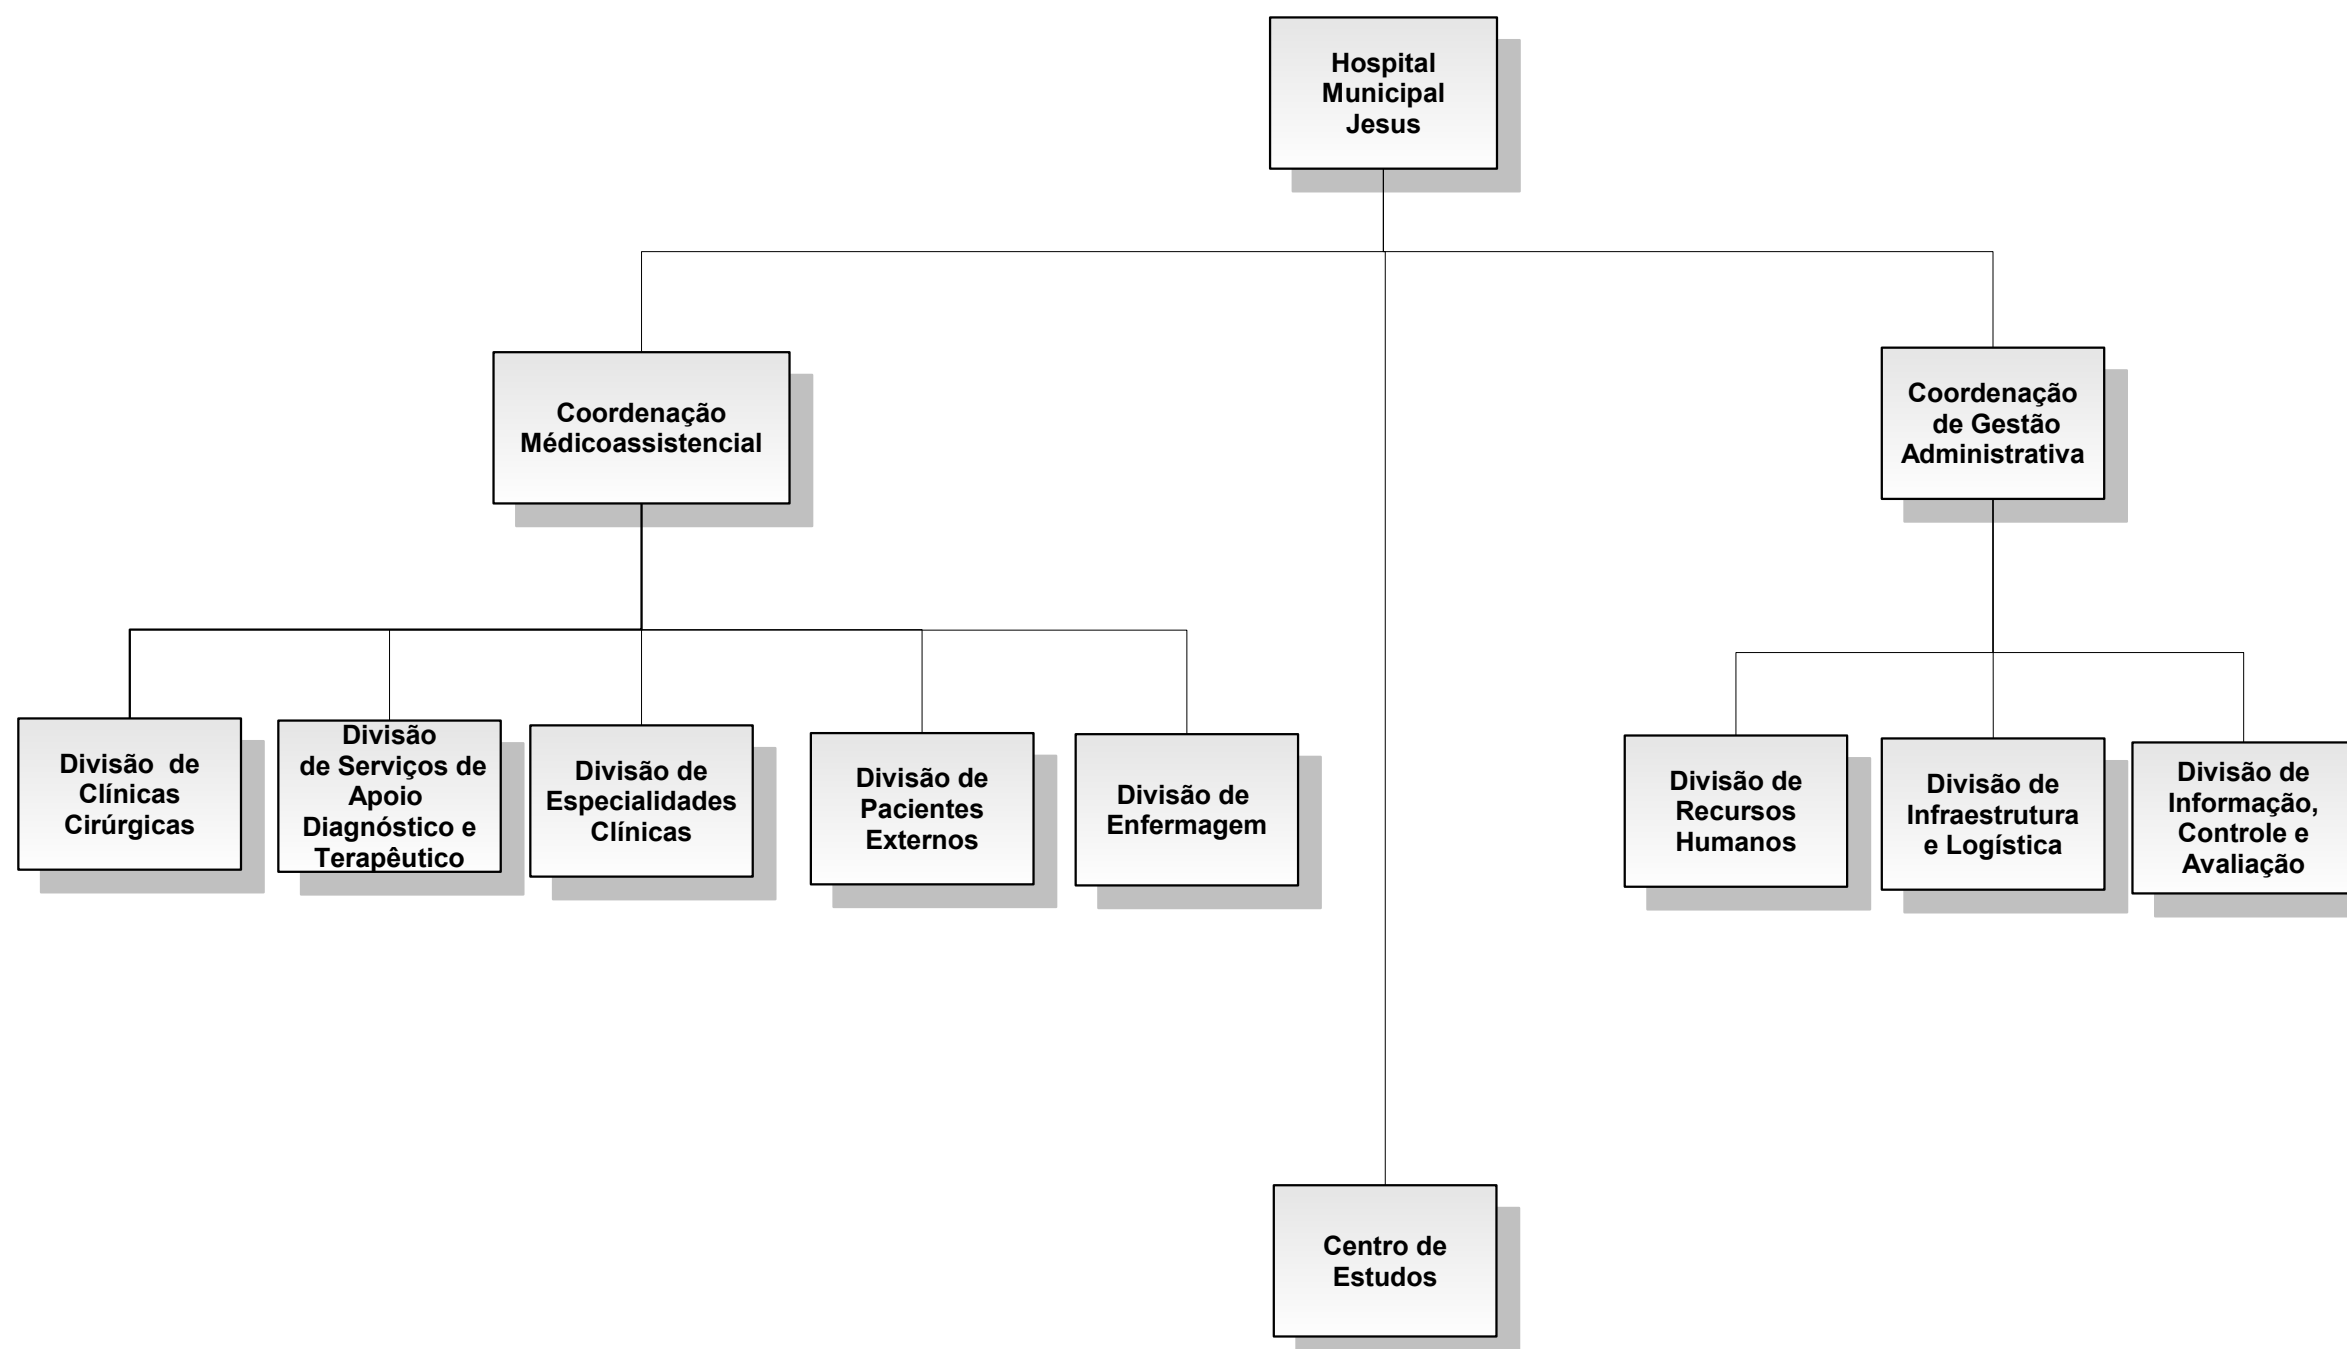 Hospital
Municipal
Jesus
Coordenação
Médicoassistencial
Coordenação
de Gestão
Administrativa
Divisão  de
Clínicas
Cirúrgicas
Divisão
de Serviços de
Apoio
Diagnóstico e
Terapêutico
Divisão de
Especialidades
Clínicas
Divisão de
Pacientes
Externos
Divisão de
Enfermagem
Divisão de
Recursos
Humanos
Divisão de
Infraestrutura
e Logística
Divisão de
Informação,
Controle e
Avaliação
Centro de
Estudos